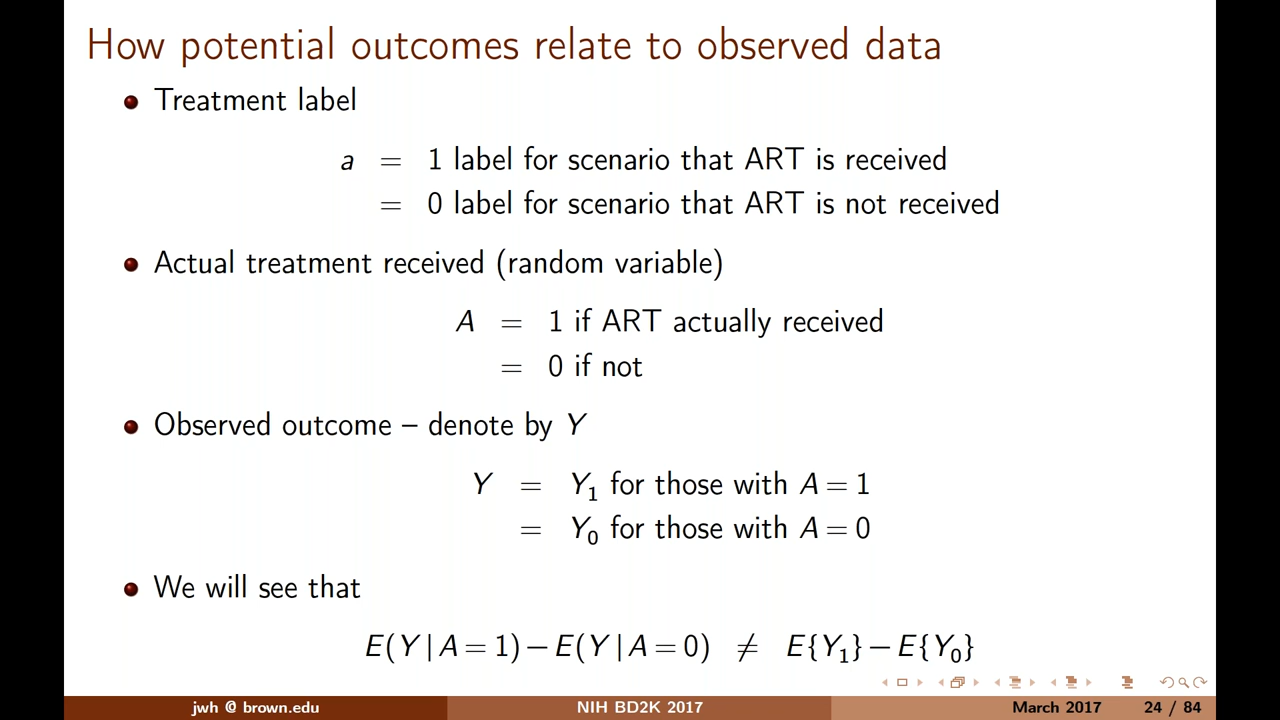 How potential outcomes relate to observed data
Treatment label
a = 1 label for scenario that ART is received
= 0 label for scenario that ART is not received
Actual treatment received (random variable)
A = 1 if ART actually received
= 0 if not
Observed outcome – denote by Y
Y = Y₁ for those with A = 1
= Y₀ for those with A = 0
We will see that
E(Y | A = 1) − E(Y | A = 0) ≠ E{Y₁} − E{Y₀}
jwh @ brown.edu NIH BD2K 2017 March 2017 24 / 84